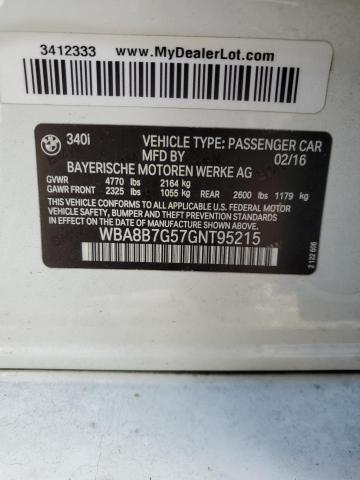 3412333 www.MyDealerLot.com
340i VEHICLE TYPE: PASSENGER CAR
MFD BY 02/16
BAYERISCHE MOTOREN WERKE AG
GVWR 4770 lbs 2164 kg
GAWR FRONT 2325 lbs 1055 kg REAR 2600 lbs 1179 kg
THIS VEHICLE CONFORMS TO ALL APPLICABLE FEDERAL MOTOR
VEHICLE SAFETY, BUMPER, AND THEFT PREVENTION STANDARDS
IN EFFECT ON THE DATE OF MANUFACTURE SHOWN ABOVE.
WBA8B7G57GNT95215
2 122 606